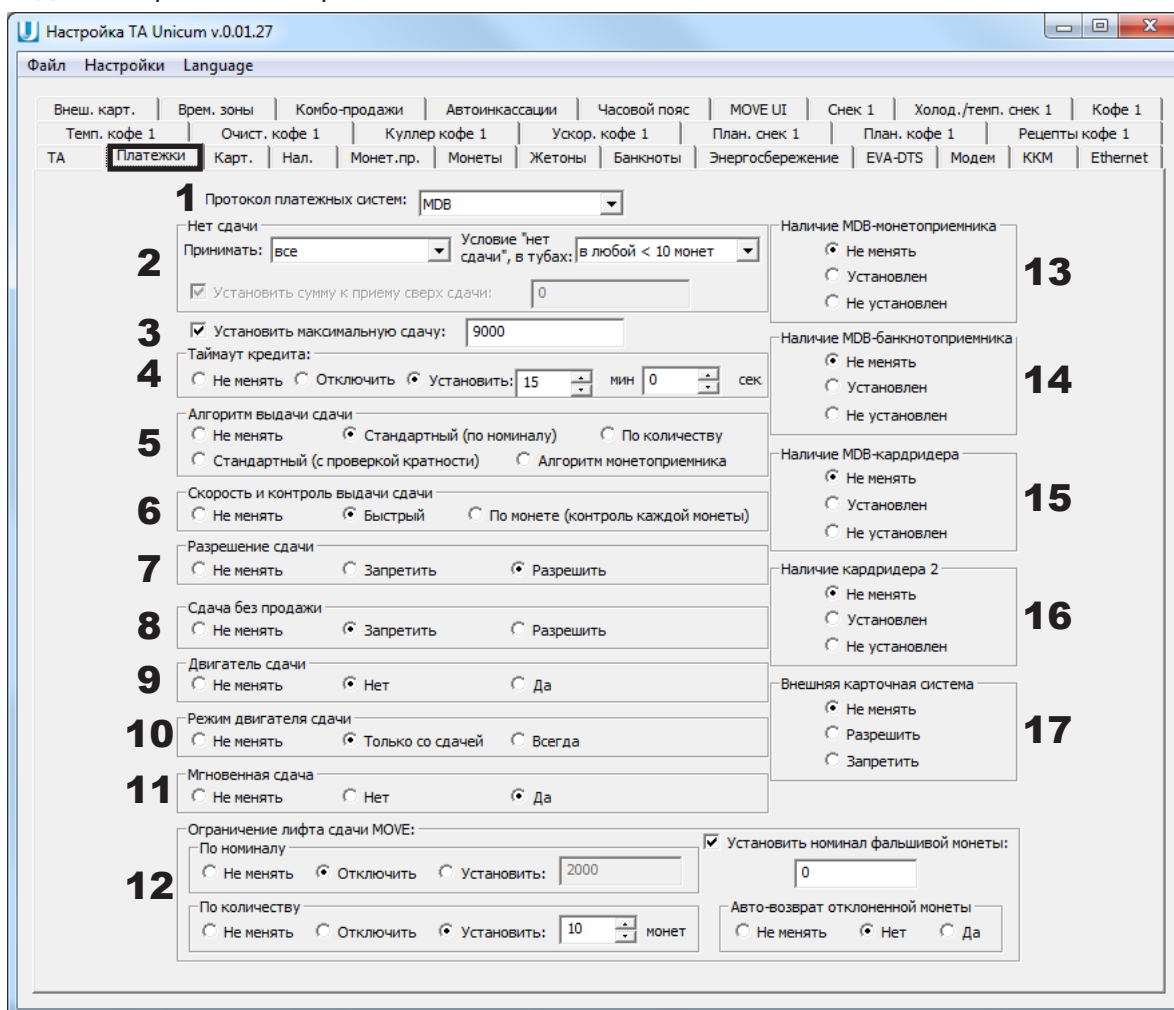 Настройка ТА Unicum v.0.01.27
Файл Настройки Language
Внеш. карт. Врем. зоны Комбо-продажи Автоинкассации Часовой пояс MOVE UI Снек 1 Холод./темп. снек 1 Кофе 1
Темп. кофе 1 Очист. кофе 1 Куллер кофе 1 Ускор. кофе 1 План. снек 1 План. кофе 1 Рецепты кофе 1
ТА Платежки Карт. Нал. Монет.пр. Монеты Жетоны Банкноты Энергосбережение EVA-DTS Модем ККМ Ethernet
1 Протокол платежных систем: MDB
Нет сдачи
2 Принимать: все Условие "нет сдачи", в тубах: в любой < 10 монет
Установить сумму к приему сверх сдачи: 0
3 Установить максимальную сдачу: 9000
Таймаут кредита:
4 Не менять Отключить Установить: 15 мин 0 сек
Алгоритм выдачи сдачи
5 Не менять Стандартный (по номиналу) По количеству
Стандартный (с проверкой кратности) Алгоритм монетоприемника
Скорость и контроль выдачи сдачи
6 Не менять Быстрый По монете (контроль каждой монеты)
Разрешение сдачи
7 Не менять Запретить Разрешить
Сдача без продажи
8 Не менять Запретить Разрешить
Двигатель сдачи
9 Не менять Нет Да
Режим двигателя сдачи
10 Не менять Только со сдачей Всегда
Мгновенная сдача
11 Не менять Нет Да
Наличие MDB-монетоприемника
Не менять
Установлен 13
Не установлен
Наличие MDB-банкнотоприемника
Не менять
Установлен 14
Не установлен
Наличие MDB-кардридера
Не менять
Установлен 15
Не установлен
Наличие кардридера 2
Не менять
Установлен 16
Не установлен
Внешняя карточная система
Не менять
Разрешить 17
Запретить
Ограничение лифта сдачи MOVE:
12
По номиналу
Не менять Отключить Установить: 2000
По количеству
Не менять Отключить Установить: 10 монет
Установить номинал фальшивой монеты:
0
Авто-возврат отклоненной монеты
Не менять Нет Да